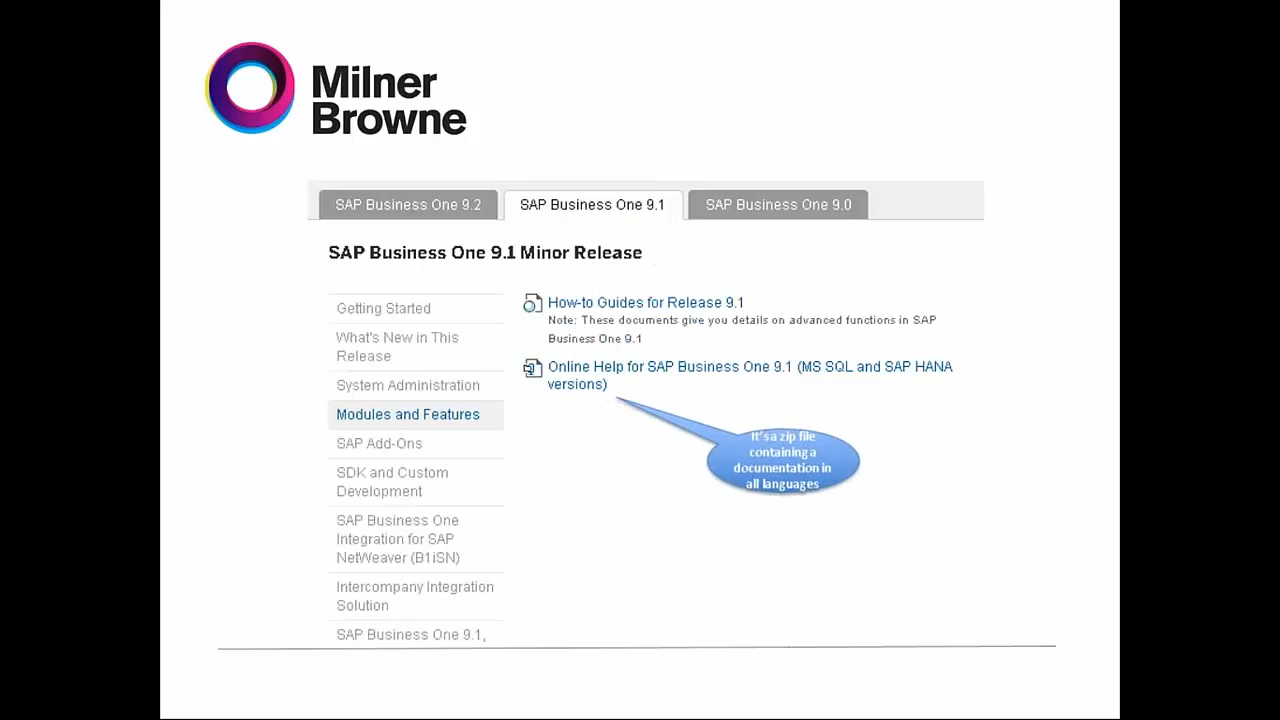 Milner
Browne
SAP Business One 9.2
SAP Business One 9.1
SAP Business One 9.0
SAP Business One 9.1 Minor Release
Getting Started
What's New in This
Release
System Administration
Modules and Features
SAP Add-Ons
SDK and Custom
Development
SAP Business One
Integration for SAP
NetWeaver (B1iSN)
Intercompany Integration
Solution
SAP Business One 9.1,
How-to Guides for Release 9.1
Note: These documents give you details on advanced functions in SAP
Business One 9.1
Online Help for SAP Business One 9.1 (MS SQL and SAP HANA
versions)
It's a zip file
containing a
documentation in
all languages